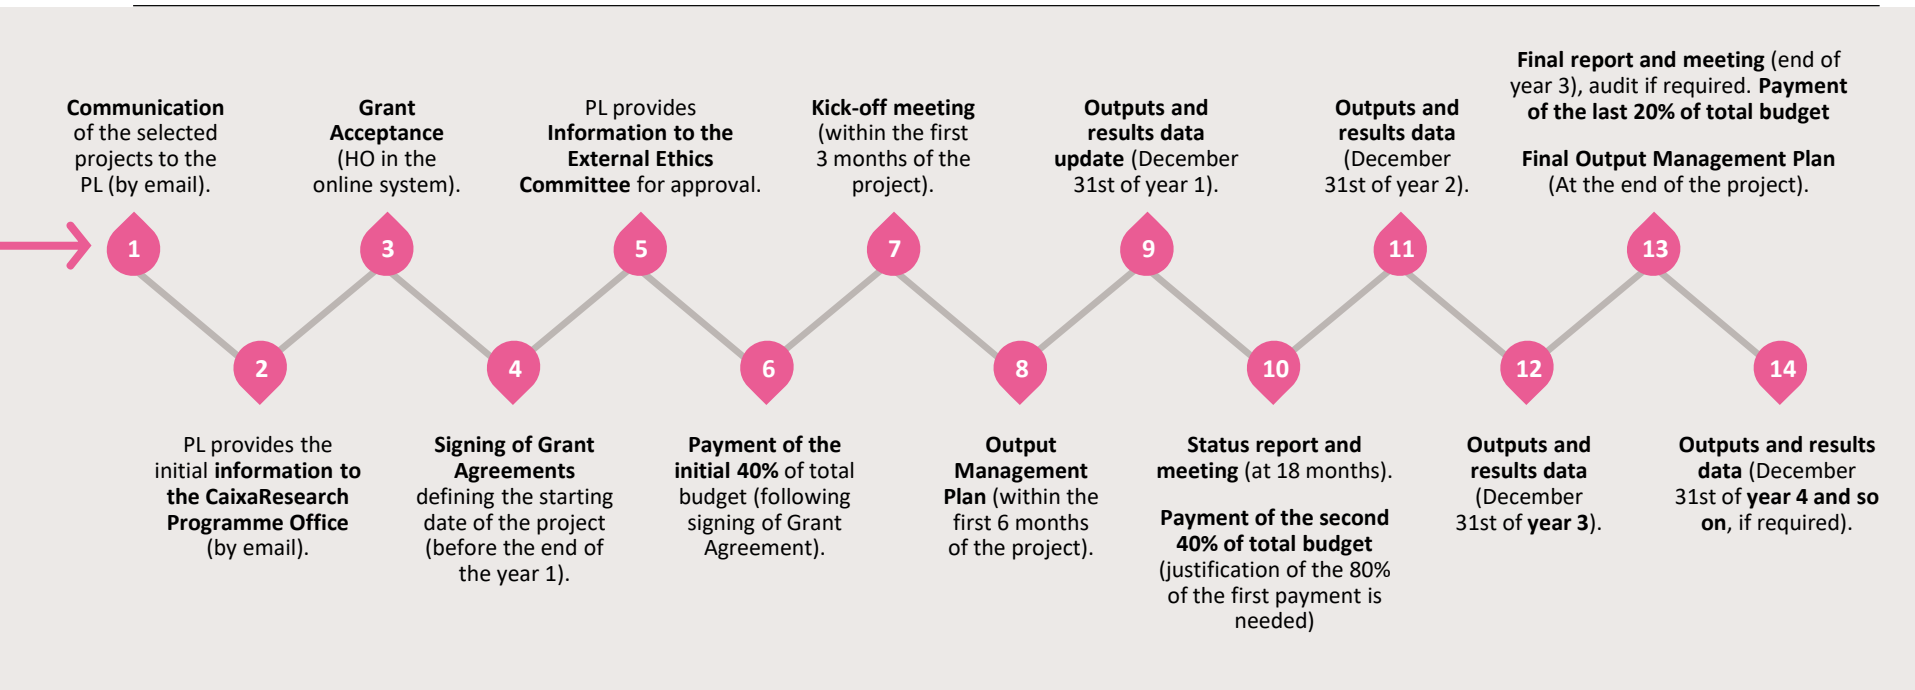 Communication
of the selected
projects to the
PL (by email).
1
2
PL provides the
initial information to
the CaixaResearch
Programme Office
(by email).
Grant
Acceptance
(HO in the
online system).
3
4
Signing of Grant
Agreements
defining the starting
date of the project
(before the end of
the year 1).
PL provides
Information to the
External Ethics
Committee for approval.
5
6
Payment of the
initial 40% of total
budget (following
signing of Grant
Agreement).
Kick-off meeting
(within the first
3 months of the
project).
7
8
Output
Management
Plan (within the
first 6 months
of the project).
Outputs and
results data
update (December
31st of year 1).
9
10
Status report and
meeting (at 18 months).
Payment of the second
40% of total budget
(justification of the 80%
of the first payment is
needed)
Outputs and
results data
(December
31st of year 2).
11
12
Outputs and
results data
(December
31st of year 3).
Final report and meeting (end of
year 3), audit if required. Payment
of the last 20% of total budget
Final Output Management Plan
(At the end of the project).
13
14
Outputs and results
data (December
31st of year 4 and so
on, if required).